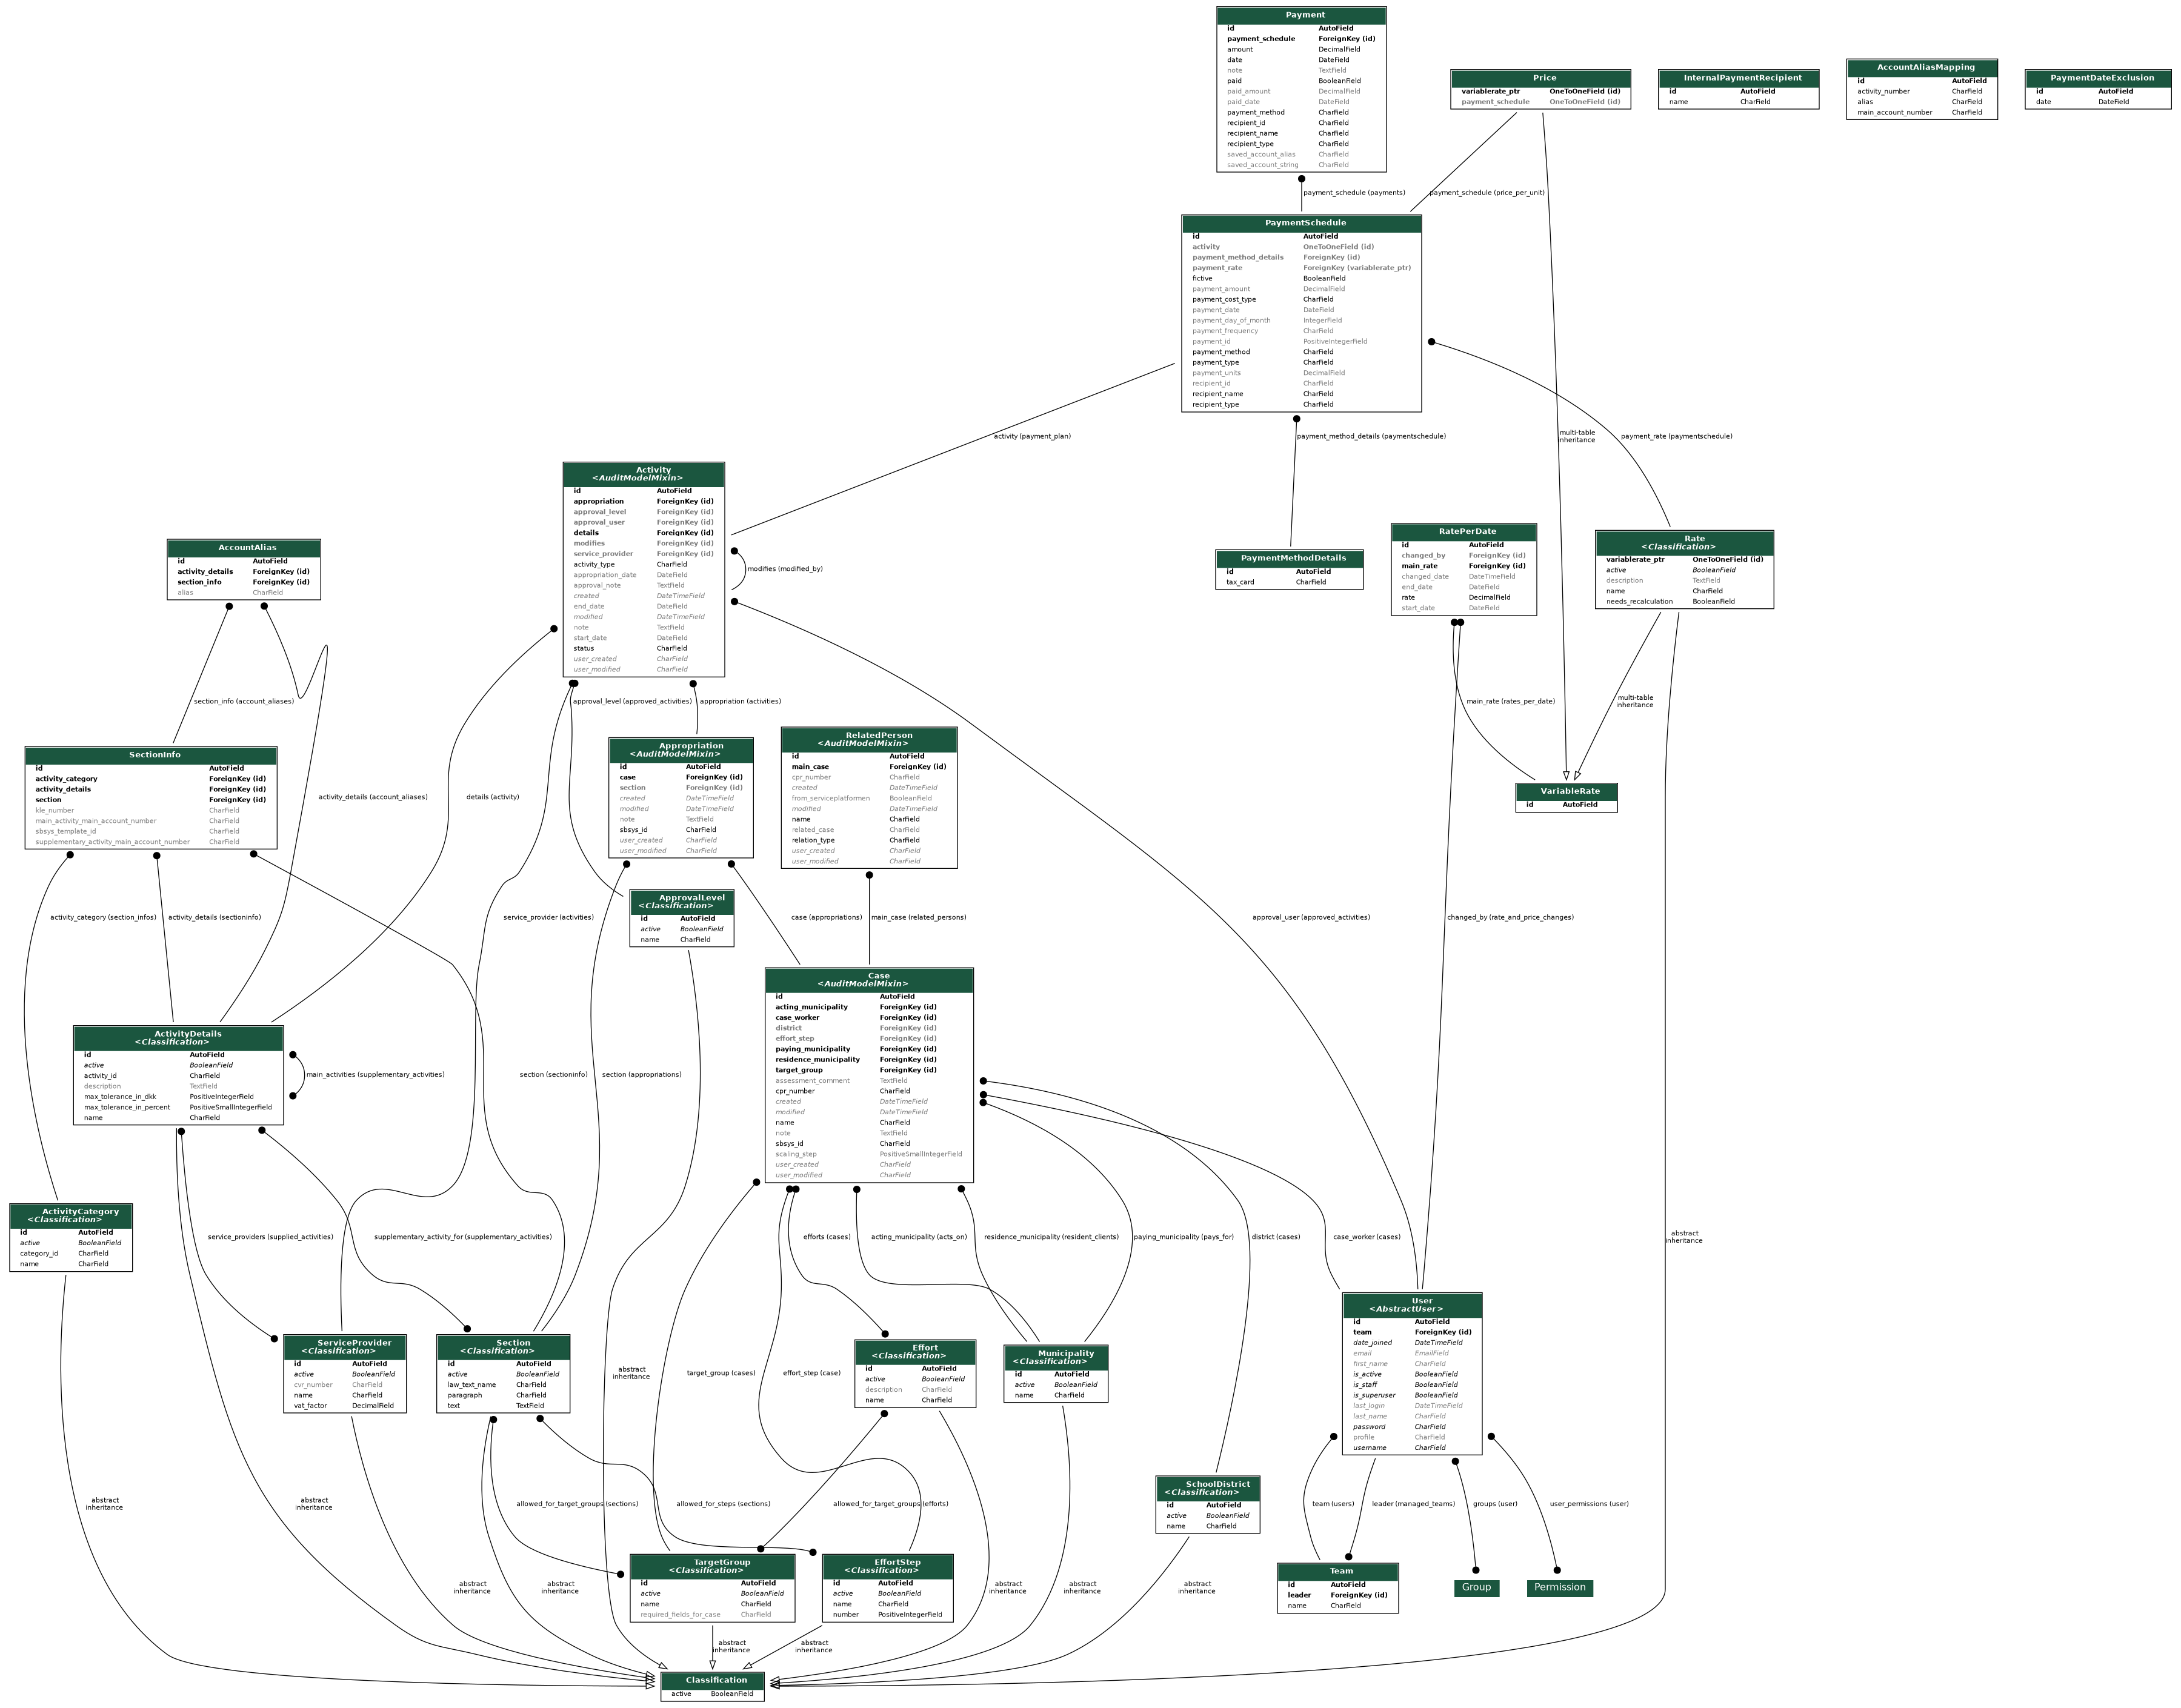 Payment
id AutoField
payment_schedule ForeignKey (id)
amount DecimalField
date DateField
note TextField
paid BooleanField
paid_amount DecimalField
paid_date DateField
payment_method CharField
recipient_id CharField
recipient_name CharField
recipient_type CharField
saved_account_alias CharField
saved_account_string CharField
Price
variablerate_ptr OneToOneField (id)
payment_schedule OneToOneField (id)
InternalPaymentRecipient
id AutoField
name CharField
AccountAliasMapping
id AutoField
activity_number CharField
alias CharField
main_account_number CharField
PaymentDateExclusion
id AutoField
date DateField
payment_schedule (payments)
payment_schedule (price_per_unit)
PaymentSchedule
id AutoField
activity OneToOneField (id)
payment_method_details ForeignKey (id)
payment_rate ForeignKey (variablerate_ptr)
fictive BooleanField
payment_amount DecimalField
payment_cost_type CharField
payment_date DateField
payment_day_of_month IntegerField
payment_frequency CharField
payment_id PositiveIntegerField
payment_method CharField
payment_type CharField
payment_units DecimalField
recipient_id CharField
recipient_name CharField
recipient_type CharField
activity (payment_plan)
payment_method_details (paymentschedule)
multi-table
inheritance
payment_rate (paymentschedule)
Activity
<AuditModelMixin>
id AutoField
appropriation ForeignKey (id)
approval_level ForeignKey (id)
approval_user ForeignKey (id)
details ForeignKey (id)
modifies ForeignKey (id)
service_provider ForeignKey (id)
activity_type CharField
appropriation_date DateField
approval_note TextField
created DateTimeField
end_date DateField
modified DateTimeField
note TextField
start_date DateField
status CharField
user_created CharField
user_modified CharField
modifies (modified_by)
AccountAlias
id AutoField
activity_details ForeignKey (id)
section_info ForeignKey (id)
alias CharField
PaymentMethodDetails
id AutoField
tax_card CharField
RatePerDate
id AutoField
changed_by ForeignKey (id)
main_rate ForeignKey (id)
changed_date DateTimeField
end_date DateField
rate DecimalField
start_date DateField
Rate
<Classification>
variablerate_ptr OneToOneField (id)
active BooleanField
description TextField
name CharField
needs_recalculation BooleanField
section_info (account_aliases)
approval_level (approved_activities)
appropriation (activities)
main_rate (rates_per_date)
multi-table
inheritance
SectionInfo
id AutoField
activity_category ForeignKey (id)
activity_details ForeignKey (id)
section ForeignKey (id)
kle_number CharField
main_activity_main_account_number CharField
sbsys_template_id CharField
supplementary_activity_main_account_number CharField
activity_details (account_aliases)
details (activity)
Appropriation
<AuditModelMixin>
id AutoField
case ForeignKey (id)
section ForeignKey (id)
created DateTimeField
modified DateTimeField
note TextField
sbsys_id CharField
user_created CharField
user_modified CharField
RelatedPerson
<AuditModelMixin>
id AutoField
main_case ForeignKey (id)
cpr_number CharField
created DateTimeField
from_serviceplatformen BooleanField
modified DateTimeField
name CharField
related_case CharField
relation_type CharField
user_created CharField
user_modified CharField
VariableRate
id AutoField
activity_category (section_infos)
activity_details (sectioninfo)
service_provider (activities)
ApprovalLevel
<Classification>
id AutoField
active BooleanField
name CharField
case (appropriations)
main_case (related_persons)
approval_user (approved_activities)
changed_by (rate_and_price_changes)
ActivityDetails
<Classification>
id AutoField
active BooleanField
activity_id CharField
description TextField
max_tolerance_in_dkk PositiveIntegerField
max_tolerance_in_percent PositiveSmallIntegerField
name CharField
main_activities (supplementary_activities)
section (sectioninfo)
section (appropriations)
Case
<AuditModelMixin>
id AutoField
acting_municipality ForeignKey (id)
case_worker ForeignKey (id)
district ForeignKey (id)
effort_step ForeignKey (id)
paying_municipality ForeignKey (id)
residence_municipality ForeignKey (id)
target_group ForeignKey (id)
assessment_comment TextField
cpr_number CharField
created DateTimeField
modified DateTimeField
name CharField
note TextField
sbsys_id CharField
scaling_step PositiveSmallIntegerField
user_created CharField
user_modified CharField
ActivityCategory
<Classification>
id AutoField
active BooleanField
category_id CharField
name CharField
service_providers (supplied_activities)
supplementary_activity_for (supplementary_activities)
efforts (cases)
acting_municipality (acts_on)
residence_municipality (resident_clients)
paying_municipality (pays_for)
district (cases)
case_worker (cases)
abstract
inheritance
ServiceProvider
<Classification>
id AutoField
active BooleanField
cvr_number CharField
name CharField
vat_factor DecimalField
Section
<Classification>
id AutoField
active BooleanField
law_text_name CharField
paragraph CharField
text TextField
abstract
inheritance
target_group (cases)
effort_step (case)
Effort
<Classification>
id AutoField
active BooleanField
description CharField
name CharField
Municipality
<Classification>
id AutoField
active BooleanField
name CharField
User
<AbstractUser>
id AutoField
team ForeignKey (id)
date_joined DateTimeField
email EmailField
first_name CharField
is_active BooleanField
is_staff BooleanField
is_superuser BooleanField
last_login DateTimeField
last_name CharField
password CharField
profile CharField
username CharField
abstract
inheritance
abstract
inheritance
allowed_for_target_groups (sections)
allowed_for_steps (sections)
allowed_for_target_groups (efforts)
SchoolDistrict
<Classification>
id AutoField
active BooleanField
name CharField
team (users)
leader (managed_teams)
groups (user)
user_permissions (user)
abstract
inheritance
abstract
inheritance
TargetGroup
<Classification>
id AutoField
active BooleanField
name CharField
required_fields_for_case CharField
EffortStep
<Classification>
id AutoField
active BooleanField
name CharField
number PositiveIntegerField
abstract
inheritance
abstract
inheritance
abstract
inheritance
Team
id AutoField
leader ForeignKey (id)
name CharField
Group
Permission
abstract
inheritance
abstract
inheritance
Classification
active BooleanField